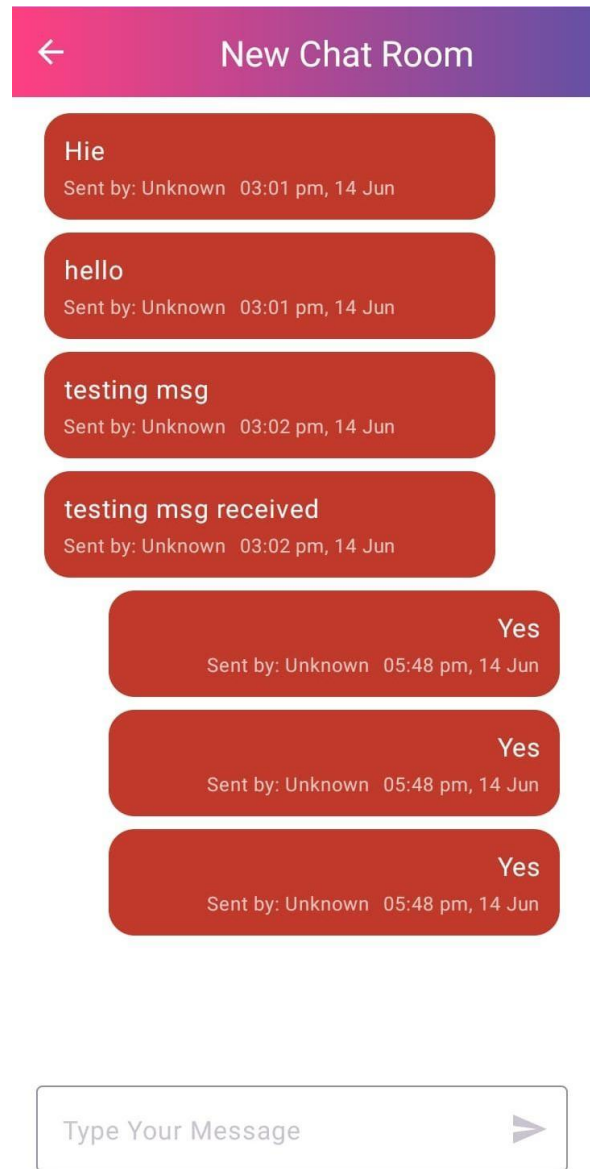 New Chat Room
Hie
Sent by: Unknown 03:01 pm, 14 Jun
hello
Sent by: Unknown 03:01 pm, 14 Jun
testing msg
Sent by: Unknown 03:02 pm, 14 Jun
testing msg received
Sent by: Unknown 03:02 pm, 14 Jun
Yes
Sent by: Unknown 05:48 pm, 14 Jun
Yes
Sent by: Unknown 05:48 pm, 14 Jun
Yes
Sent by: Unknown 05:48 pm, 14 Jun
Type Your Message